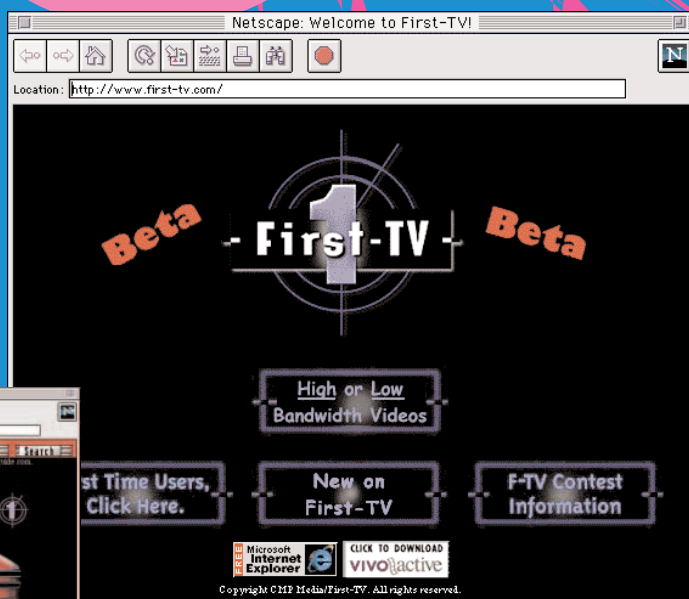 Netscape: Welcome to First-TV!
N
Location: http://www.first-tv.com/
Beta
1
First-TV
Beta
High or Low
Bandwidth Videos
N
Search
st Time Users,
Click Here.
New on
First-TV
F-TV Contest
Information
FREE
Microsoft
Internet
Explorer
CLICK TO DOWNLOAD
VIVOactive
Copyright CMP Media/First-TV. All rights reserved.